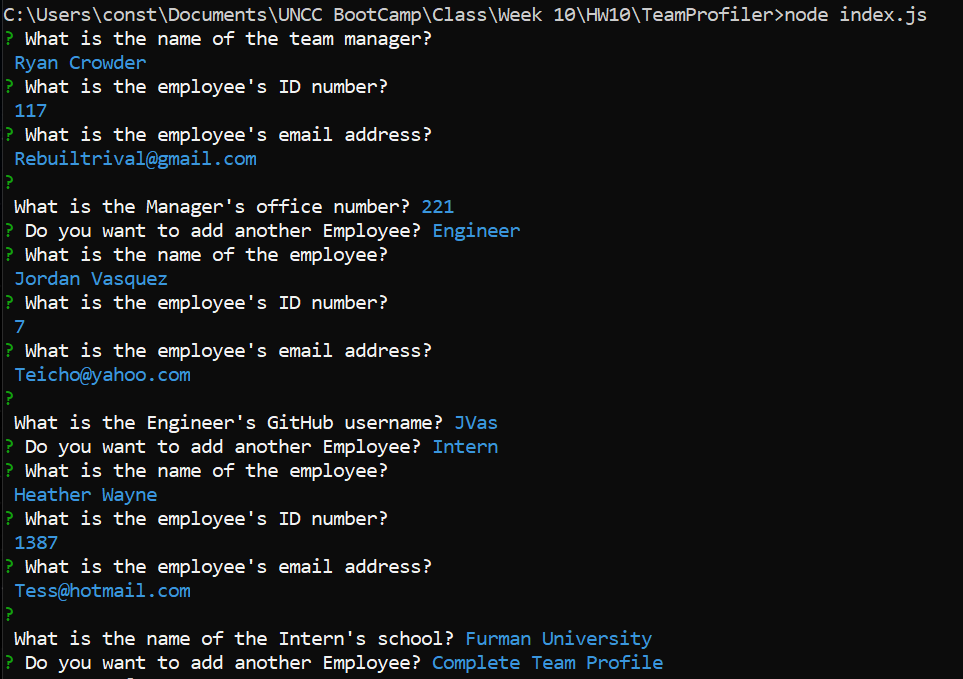 C:\Users\const\Documents\UNCC BootCamp\Class\Week 10\HW10\TeamProfiler>node index.js
? What is the name of the team manager?
Ryan Crowder
? What is the employee's ID number?
117
? What is the employee's email address?
Rebuiltrival@gmail.com
?
What is the Manager's office number? 221
? Do you want to add another Employee? Engineer
? What is the name of the employee?
Jordan Vasquez
? What is the employee's ID number?
7
? What is the employee's email address?
Teicho@yahoo.com
?
What is the Engineer's GitHub username? JVas
? Do you want to add another Employee? Intern
? What is the name of the employee?
Heather Wayne
? What is the employee's ID number?
1387
? What is the employee's email address?
Tess@hotmail.com
?
What is the name of the Intern's school? Furman University
? Do you want to add another Employee? Complete Team Profile